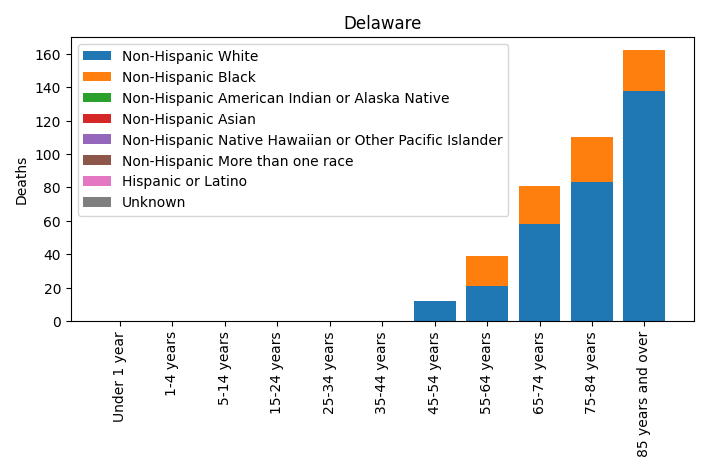 Delaware
Non-Hispanic White
Non-Hispanic Black
Non-Hispanic American Indian or Alaska Native
Non-Hispanic Asian
Non-Hispanic Native Hawaiian or Other Pacific Islander
Non-Hispanic More than one race
Hispanic or Latino
Unknown
Deaths
160
140
120
100
80
60
40
20
0
Under 1 year
1-4 years
5-14 years
15-24 years
25-34 years
35-44 years
45-54 years
55-64 years
65-74 years
75-84 years
85 years and over